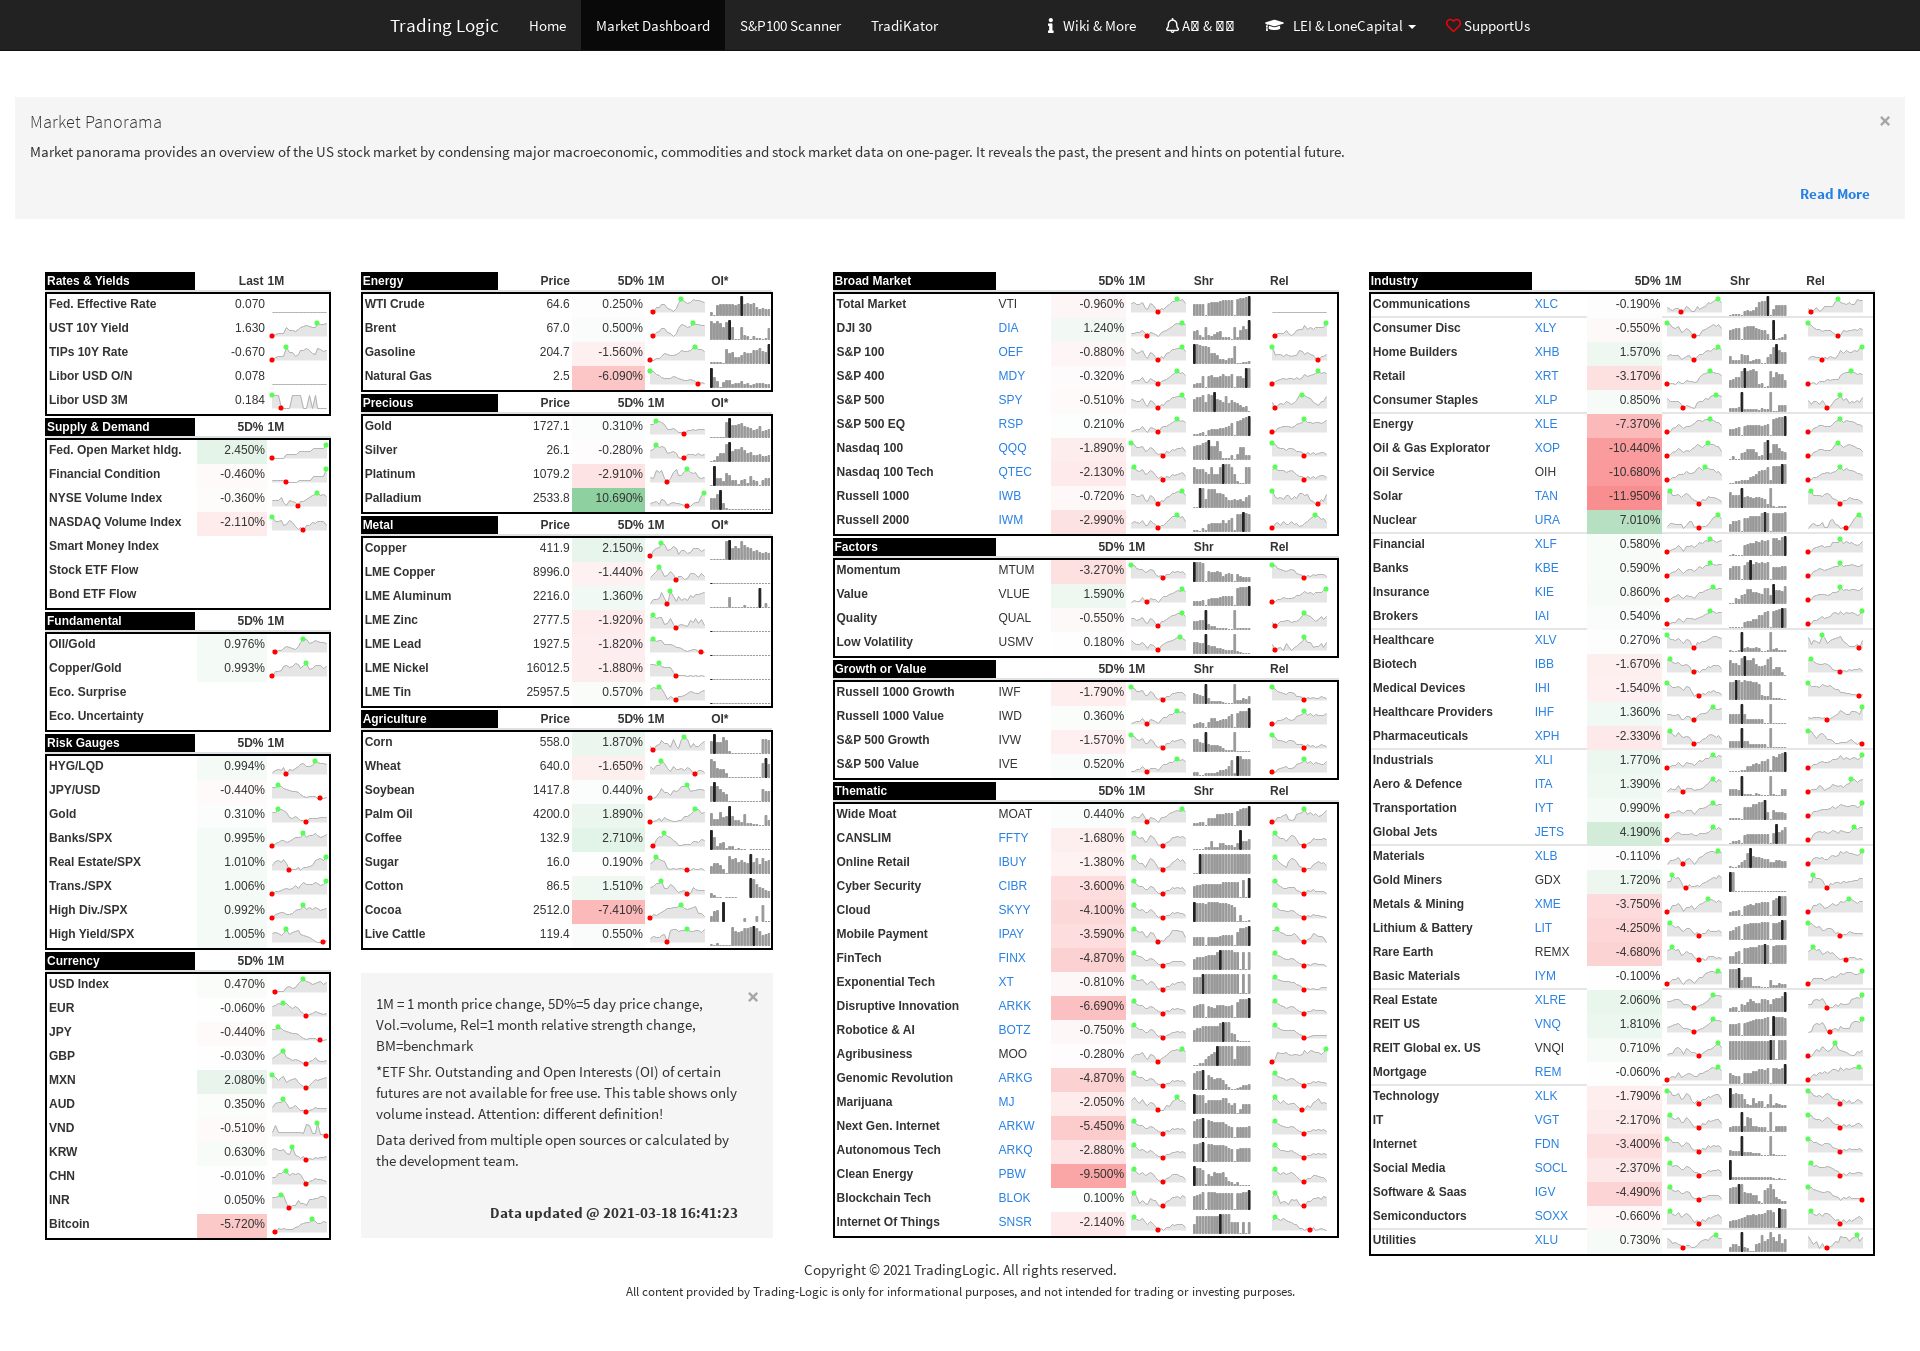 Trading Logic Home Market Dashboard S&P100 Scanner TradiKator Wiki & More LEI & LoneCapital SupportUs
Market Panorama
Market panorama provides an overview of the US stock market by condensing major macroeconomic, commodities and stock market data on one-pager. It reveals the past, the present and hints on potential future.
Read More
Rates & Yields Last 1M
Fed. Effective Rate 0.070
UST 10Y Yield 1.630
TIPs 10Y Rate -0.670
Libor USD O/N 0.078
Libor USD 3M 0.184
Supply & Demand 5D% 1M
Fed. Open Market hldg. 2.450%
Financial Condition -0.460%
NYSE Volume Index -0.360%
NASDAQ Volume Index -2.110%
Smart Money Index
Stock ETF Flow
Bond ETF Flow
Fundamental 5D% 1M
OIl/Gold 0.976%
Copper/Gold 0.993%
Eco. Surprise
Eco. Uncertainty
Risk Gauges 5D% 1M
HYG/LQD 0.994%
JPY/USD -0.440%
Gold 0.310%
Banks/SPX 0.995%
Real Estate/SPX 1.010%
Trans./SPX 1.006%
High Div./SPX 0.992%
High Yield/SPX 1.005%
Currency 5D% 1M
USD Index 0.470%
EUR -0.060%
JPY -0.440%
GBP -0.030%
MXN 2.080%
AUD 0.350%
VND -0.510%
KRW 0.630%
CHN -0.010%
INR 0.050%
Bitcoin -5.720%
Energy Price 5D% 1M OI*
WTI Crude 64.6 0.250%
Brent 67.0 0.500%
Gasoline 204.7 -1.560%
Natural Gas 2.5 -6.090%
Precious Price 5D% 1M OI*
Gold 1727.1 0.310%
Silver 26.1 -0.280%
Platinum 1079.2 -2.910%
Palladium 2533.8 10.690%
Metal Price 5D% 1M OI*
Copper 411.9 2.150%
LME Copper 8996.0 -1.440%
LME Aluminum 2216.0 1.360%
LME Zinc 2777.5 -1.920%
LME Lead 1927.5 -1.820%
LME Nickel 16012.5 -1.880%
LME Tin 25957.5 0.570%
Agriculture Price 5D% 1M OI*
Corn 558.0 1.870%
Wheat 640.0 -1.650%
Soybean 1417.8 0.440%
Palm Oil 4200.0 1.890%
Coffee 132.9 2.710%
Sugar 16.0 0.190%
Cotton 86.5 1.510%
Cocoa 2512.0 -7.410%
Live Cattle 119.4 0.550%
1M = 1 month price change, 5D%=5 day price change,
Vol.=volume, Rel=1 month relative strength change,
BM=benchmark
*ETF Shr. Outstanding and Open Interests (OI) of certain
futures are not available for free use. This table shows only
volume instead. Attention: different definition!
Data derived from multiple open sources or calculated by
the development team.
Data updated @ 2021-03-18 16:41:23
Broad Market 5D% 1M Shr Rel
Total Market VTI -0.960%
DJI 30 DIA 1.240%
S&P 100 OEF -0.880%
S&P 400 MDY -0.320%
S&P 500 SPY -0.510%
S&P 500 EQ RSP 0.210%
Nasdaq 100 QQQ -1.890%
Nasdaq 100 Tech QTEC -2.130%
Russell 1000 IWB -0.720%
Russell 2000 IWM -2.990%
Factors 5D% 1M Shr Rel
Momentum MTUM -3.270%
Value VLUE 1.590%
Quality QUAL -0.550%
Low Volatility USMV 0.180%
Growth or Value 5D% 1M Shr Rel
Russell 1000 Growth IWF -1.790%
Russell 1000 Value IWD 0.360%
S&P 500 Growth IVW -1.570%
S&P 500 Value IVE 0.520%
Thematic 5D% 1M Shr Rel
Wide Moat MOAT 0.440%
CANSLIM FFTY -1.680%
Online Retail IBUY -1.380%
Cyber Security CIBR -3.600%
Cloud SKYY -4.100%
Mobile Payment IPAY -3.590%
FinTech FINX -4.870%
Exponential Tech XT -0.810%
Disruptive Innovation ARKK -6.690%
Robotice & AI BOTZ -0.750%
Agribusiness MOO -0.280%
Genomic Revolution ARKG -4.870%
Marijuana MJ -2.050%
Next Gen. Internet ARKW -5.450%
Autonomous Tech ARKQ -2.880%
Clean Energy PBW -9.500%
Blockchain Tech BLOK 0.100%
Internet Of Things SNSR -2.140%
Industry 5D% 1M Shr Rel
Communications XLC -0.190%
Consumer Disc XLY -0.550%
Home Builders XHB 1.570%
Retail XRT -3.170%
Consumer Staples XLP 0.850%
Energy XLE -7.370%
Oil & Gas Explorator XOP -10.440%
Oil Service OIH -10.680%
Solar TAN -11.950%
Nuclear URA 7.010%
Financial XLF 0.580%
Banks KBE 0.590%
Insurance KIE 0.860%
Brokers IAI 0.540%
Healthcare XLV 0.270%
Biotech IBB -1.670%
Medical Devices IHI -1.540%
Healthcare Providers IHF 1.360%
Pharmaceuticals XPH -2.330%
Industrials XLI 1.770%
Aero & Defence ITA 1.390%
Transportation IYT 0.990%
Global Jets JETS 4.190%
Materials XLB -0.110%
Gold Miners GDX 1.720%
Metals & Mining XME -3.750%
Lithium & Battery LIT -4.250%
Rare Earth REMX -4.680%
Basic Materials IYM -0.100%
Real Estate XLRE 2.060%
REIT US VNQ 1.810%
REIT Global ex. US VNQI 0.710%
Mortgage REM -0.060%
Technology XLK -1.790%
IT VGT -2.170%
Internet FDN -3.400%
Social Media SOCL -2.370%
Software & Saas IGV -4.490%
Semiconductors SOXX -0.660%
Utilities XLU 0.730%
Copyright © 2021 TradingLogic. All rights reserved.
All content provided by Trading-Logic is only for informational purposes, and not intended for trading or investing purposes.